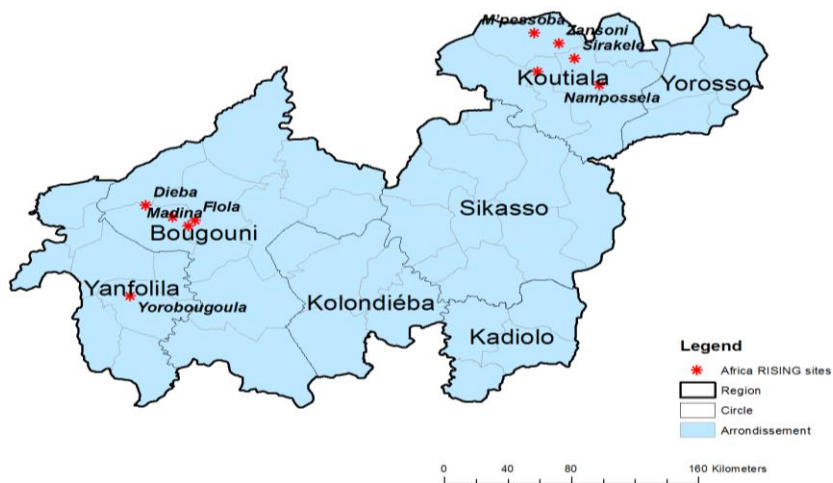 M'pessoba
Zansoni
Sirakele
Koutiala
Yorosso
Nampossela
Dieba
Sikasso
Madina
Flola
Bougouni
Yanfolila
Yorobougoula
Kolondiéba
Kadiolo
Legend
Africa RISING sites
Region
Circle
Arrondissement
0 40 80 160 Kilometers